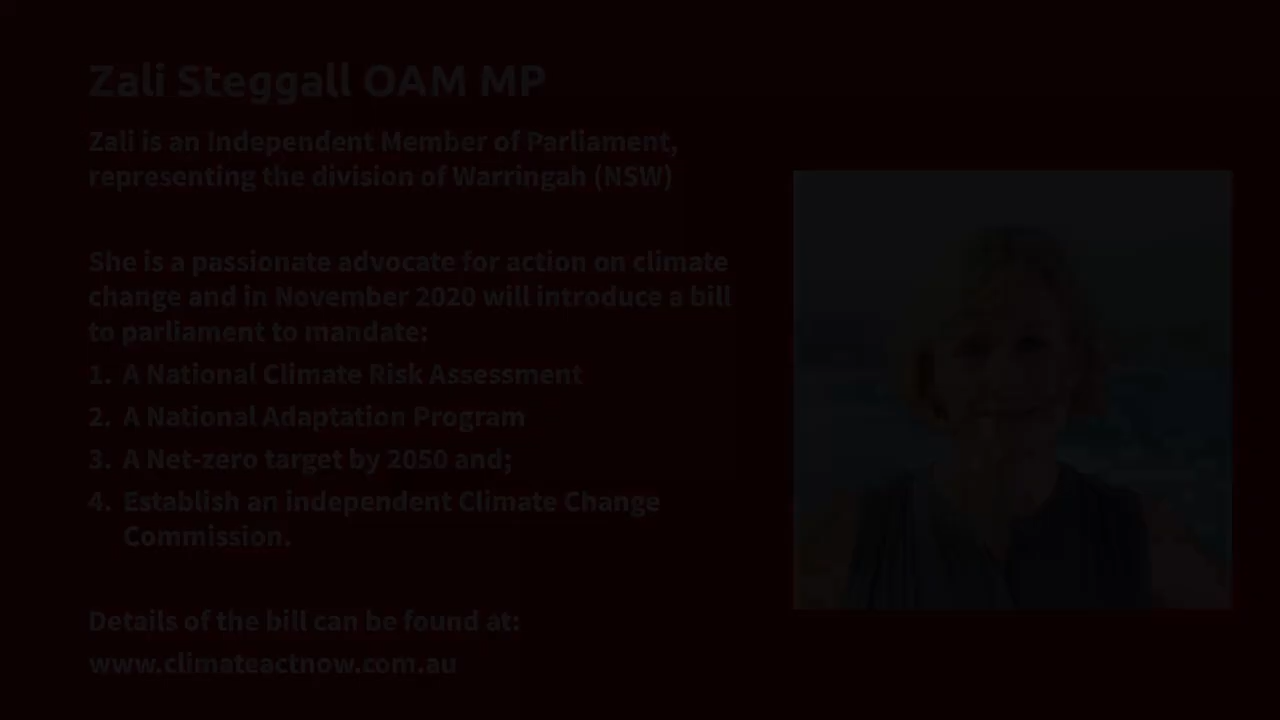 Zali Steggall OAM MP
Zali is an Independent Member of Parliament,
representing the division of Warringah (NSW)
She is a passionate advocate for action on climate
change and in November 2020 will introduce a bill
to parliament to mandate:
1. A National Climate Risk Assessment
2. A National Adaptation Program
3. A Net-zero target by 2050 and;
4. Establish an independent Climate Change
Commission.
Details of the bill can be found at:
www.climateactnow.com.au